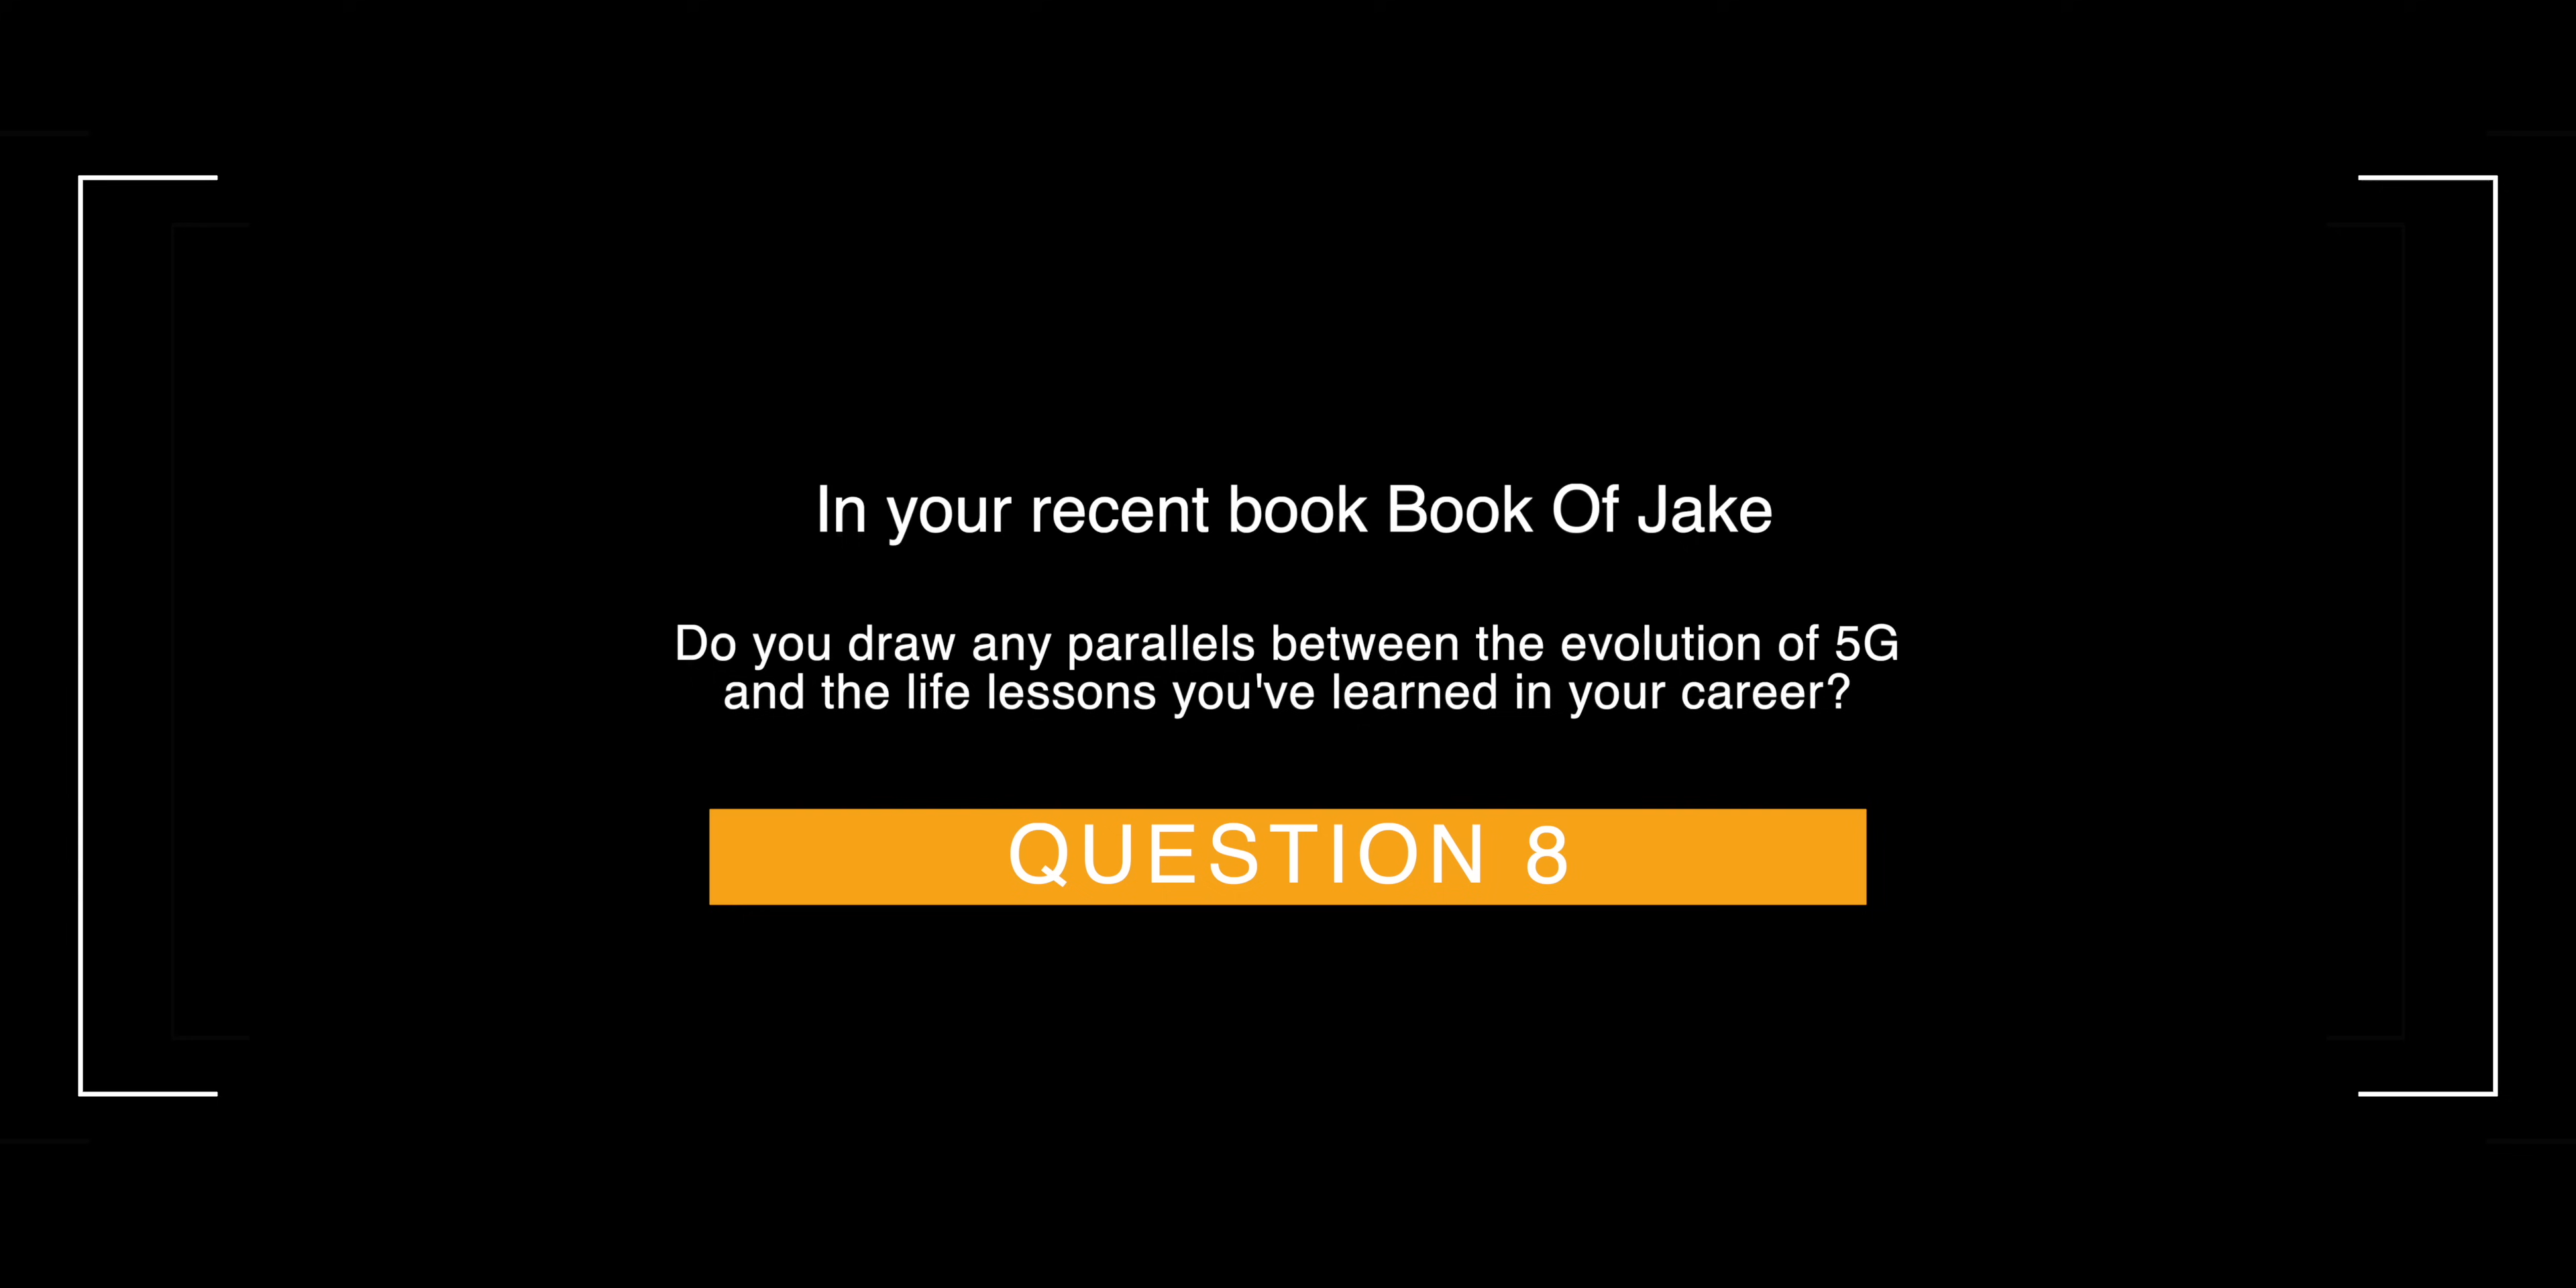 In your recent book Book Of Jake
Do you draw any parallels between the evolution of 5G
and the life lessons you've learned in your career?
QUESTION 8